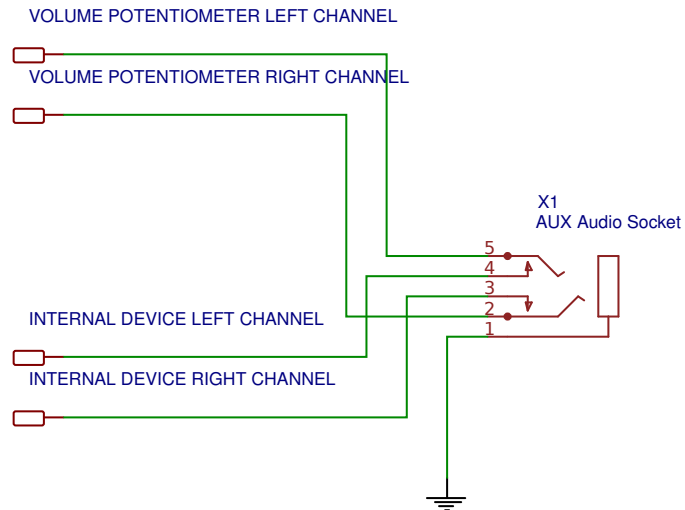 VOLUME POTENTIOMETER LEFT CHANNEL
VOLUME POTENTIOMETER RIGHT CHANNEL
X1
AUX Audio Socket
5
4
3
2
1
INTERNAL DEVICE LEFT CHANNEL
INTERNAL DEVICE RIGHT CHANNEL